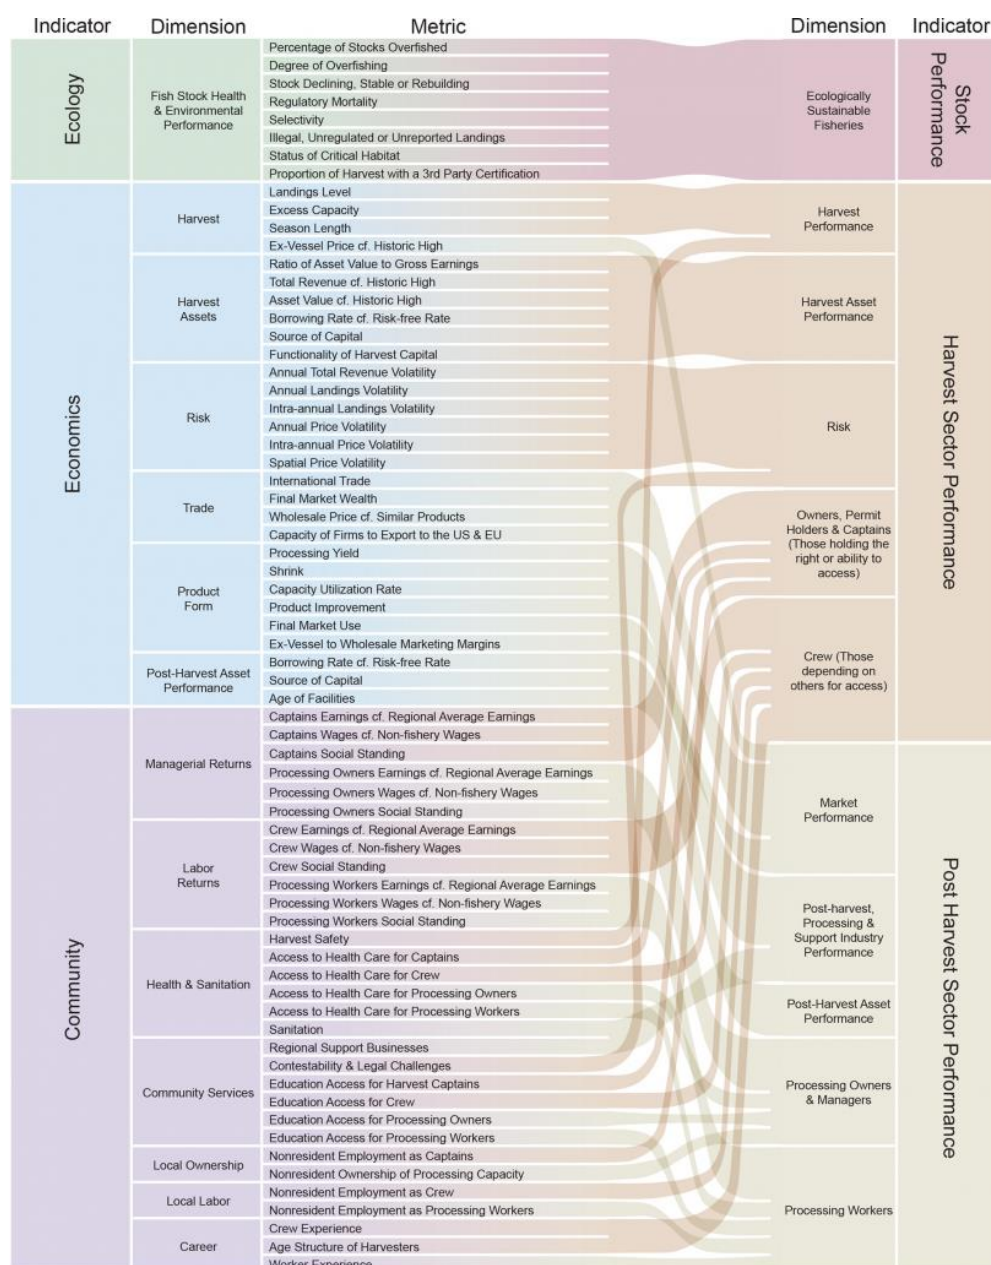 Indicator
Dimension
Metric
Dimension
Indicator
Ecology
Fish Stock Health
& Environmental
Performance
Percentage of Stocks Overfished
Degree of Overfishing
Stock Declining, Stable or Rebuilding
Regulatory Mortality
Selectivity
Illegal, Unregulated or Unreported Landings
Status of Critical Habitat
Proportion of Harvest with a 3rd Party Certification
Economics
Harvest
Landings Level
Excess Capacity
Season Length
Ex-Vessel Price cf. Historic High
Harvest
Assets
Ratio of Asset Value to Gross Earnings
Total Revenue cf. Historic High
Asset Value cf. Historic High
Borrowing Rate cf. Risk-free Rate
Source of Capital
Functionality of Harvest Capital
Risk
Annual Total Revenue Volatility
Annual Landings Volatility
Intra-annual Landings Volatility
Annual Price Volatility
Intra-annual Price Volatility
Spatial Price Volatility
Trade
International Trade
Final Market Wealth
Wholesale Price cf. Similar Products
Capacity of Firms to Export to the US & EU
Product
Form
Processing Yield
Shrink
Capacity Utilization Rate
Product Improvement
Final Market Use
Ex-Vessel to Wholesale Marketing Margins
Post-Harvest Asset
Performance
Borrowing Rate cf. Risk-free Rate
Source of Capital
Age of Facilities
Community
Managerial Returns
Captains Earnings cf. Regional Average Earnings
Captains Wages cf. Non-fishery Wages
Captains Social Standing
Processing Owners Earnings cf. Regional Average Earnings
Processing Owners Wages cf. Non-fishery Wages
Processing Owners Social Standing
Labor
Returns
Crew Earnings cf. Regional Average Earnings
Crew Wages cf. Non-fishery Wages
Crew Social Standing
Processing Workers Earnings cf. Regional Average Earnings
Processing Workers Wages cf. Non-fishery Wages
Processing Workers Social Standing
Health & Sanitation
Harvest Safety
Access to Health Care for Captains
Access to Health Care for Crew
Access to Health Care for Processing Owners
Access to Health Care for Processing Workers
Sanitation
Community Services
Regional Support Businesses
Contestability & Legal Challenges
Education Access for Harvest Captains
Education Access for Crew
Education Access for Processing Owners
Education Access for Processing Workers
Local Ownership
Nonresident Employment as Captains
Nonresident Ownership of Processing Capacity
Local Labor
Nonresident Employment as Crew
Nonresident Employment as Processing Workers
Career
Crew Experience
Age Structure of Harvesters
Worker Experience
Ecologically
Sustainable
Fisheries
Stock
Performance
Harvest
Performance
Harvest Asset
Performance
Risk
Owners, Permit
Holders & Captains
(Those holding the
right or ability to
access)
Crew (Those
depending on
others for access)
Harvest Sector Performance
Market
Performance
Post-harvest,
Processing &
Support Industry
Performance
Post-Harvest Asset
Performance
Processing Owners
& Managers
Processing Workers
Post Harvest Sector Performance